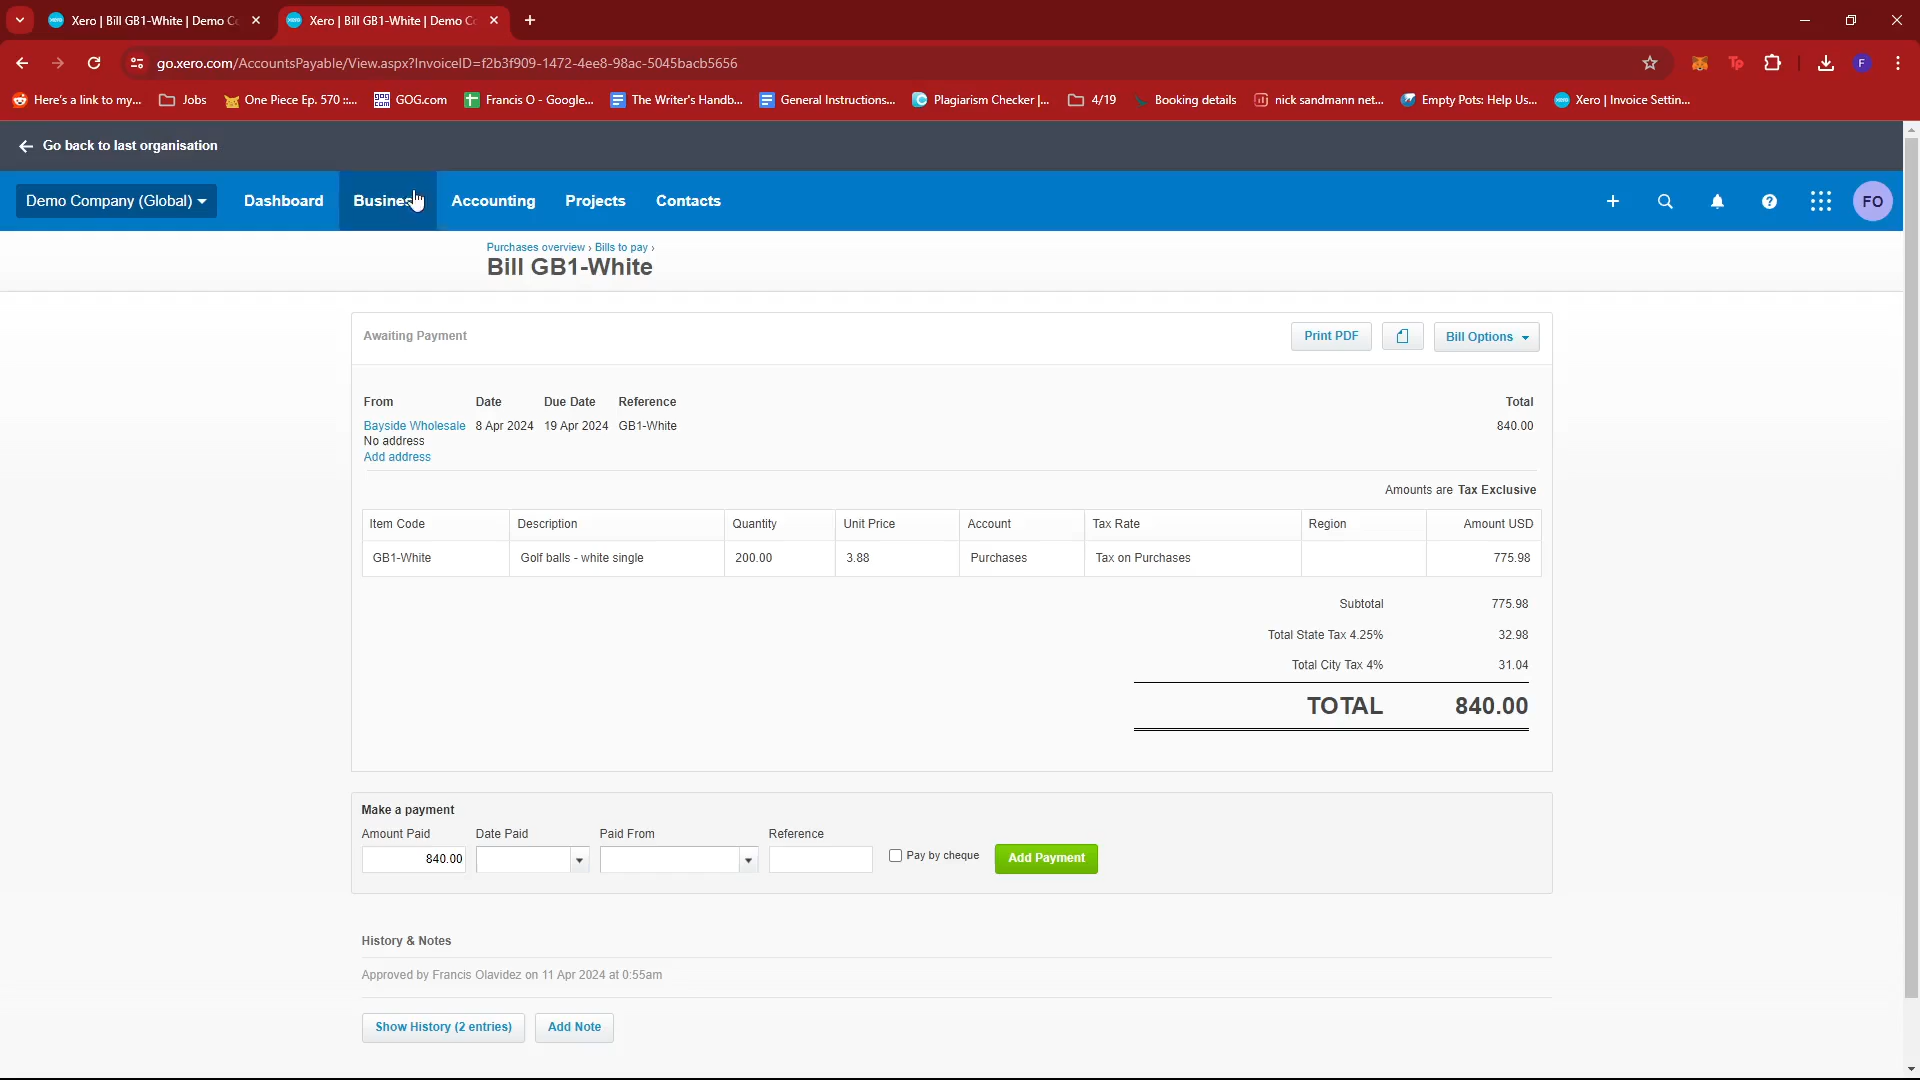 Xero | Bill GB1-White | Demo Co
Xero | Bill GB1-White | Demo Co
go.xero.com/AccountsPayable/View.aspx?InvoiceID=f2b3f909-1472-4ee8-98ac-5045bacb5656
F
Here's a link to my...
Jobs
One Piece Ep. 570 ::...
GOG.com
Francis O - Google...
The Writer's Handb...
General Instructions...
Plagiarism Checker |...
4/19
Booking details
nick sandmann net...
Empty Pots: Help Us...
Xero | Invoice Settin...
Go back to last organisation
Demo Company (Global)
Dashboard
Business
Accounting
Projects
Contacts
FO
Purchases overview › Bills to pay ›
Bill GB1-White
Awaiting Payment
Print PDF
Bill Options
From Date Due Date Reference Total
Bayside Wholesale 8 Apr 2024 19 Apr 2024 GB1-White 840.00
No address
Add address
Amounts are Tax Exclusive
Item Code Description Quantity Unit Price Account Tax Rate Region Amount USD
GB1-White Golf balls - white single 200.00 3.88 Purchases Tax on Purchases 775.98
Subtotal 775.98
Total State Tax 4.25% 32.98
Total City Tax 4% 31.04
TOTAL 840.00
Make a payment
Amount Paid Date Paid Paid From Reference
840.00 Pay by cheque Add Payment
History & Notes
Approved by Francis Olavidez on 11 Apr 2024 at 0:55am
Show History (2 entries) Add Note